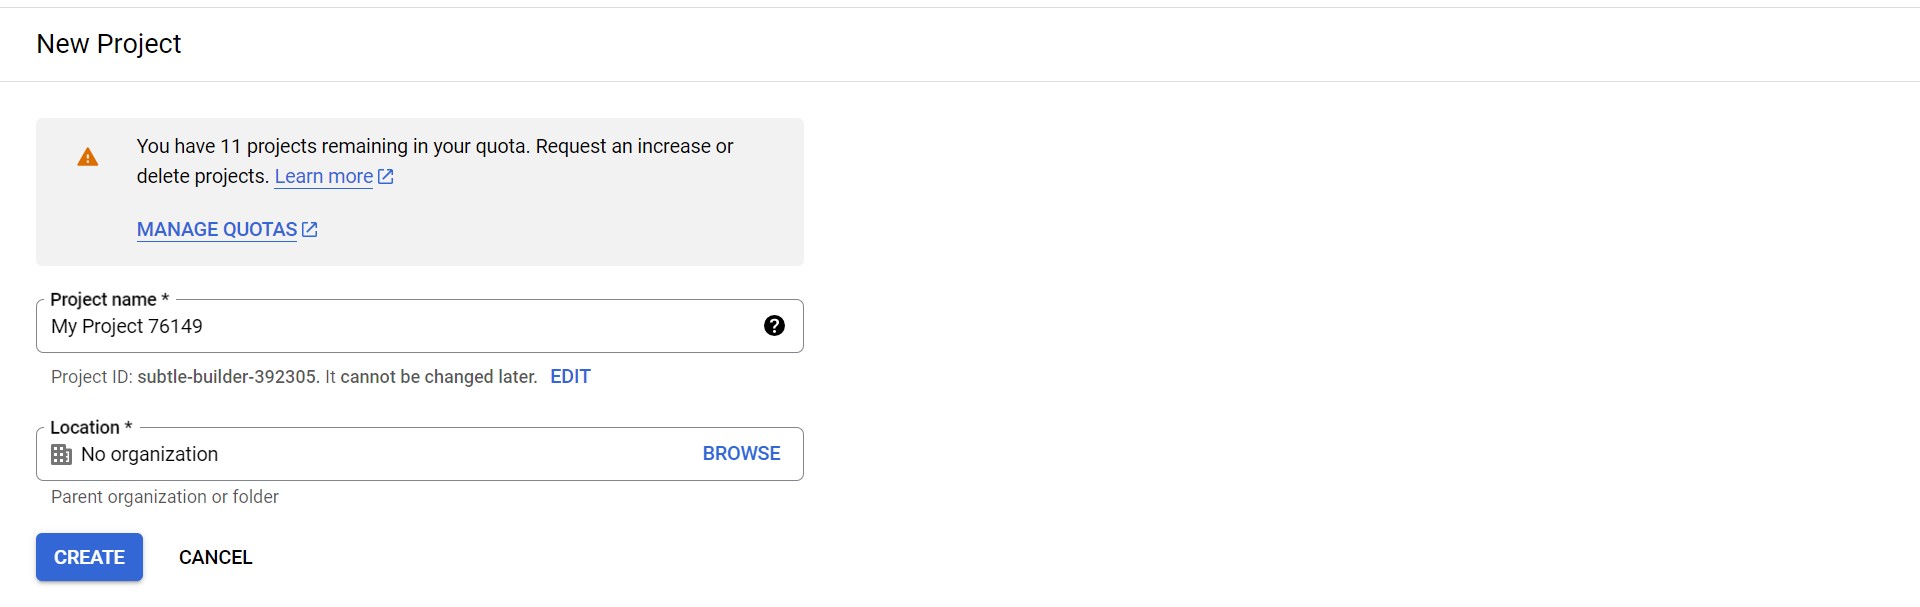 New Project
You have 11 projects remaining in your quota. Request an increase or
delete projects. Learn more
MANAGE QUOTAS
Project name *
My Project 76149
Project ID: subtle-builder-392305. It cannot be changed later. EDIT
Location *
No organization BROWSE
Parent organization or folder
CREATE CANCEL